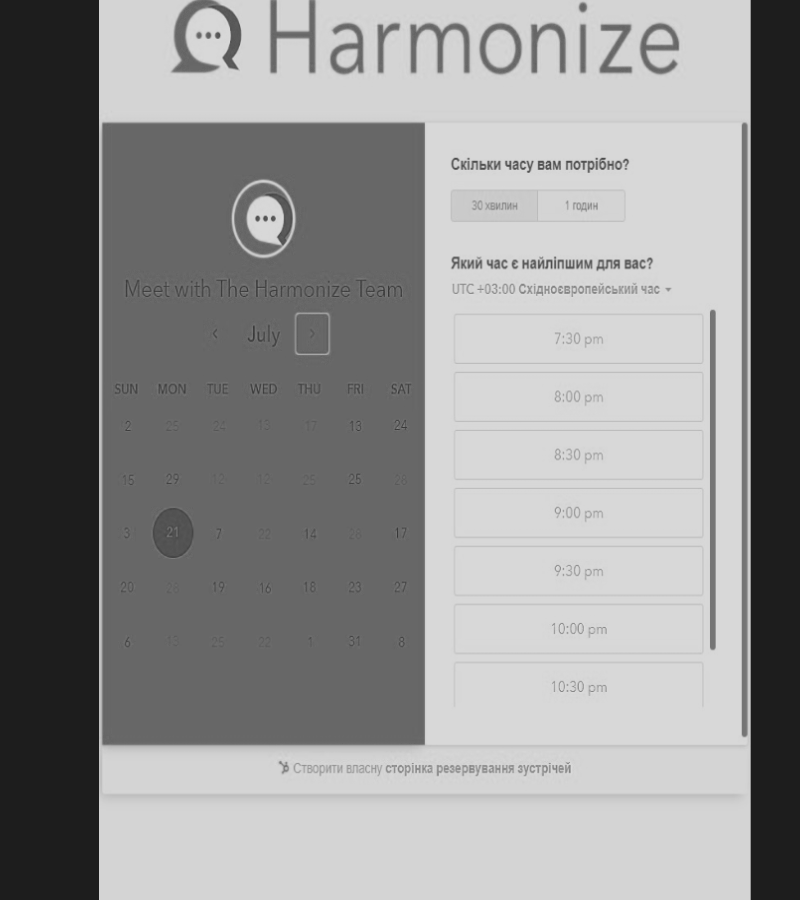 Harmonize
Meet with The Harmonize Team
July
SUN MON TUE WED THU FRI SAT
2 25 24 13 17 13 24
15 29 12 12 25 25 26
3 21 7 22 14 26 17
20 19 16 18 23 27
6 13 25 22 1 31 8
Скільки часу вам потрібно?
30 хвилин 1 годин
Який час є найліпшим для вас?
UTC +03:00 Східноєвропейський час
7:30 pm
8:00 pm
8:30 pm
9:00 pm
9:30 pm
10:00 pm
10:30 pm
Створити власну сторінка резервування зустрічей